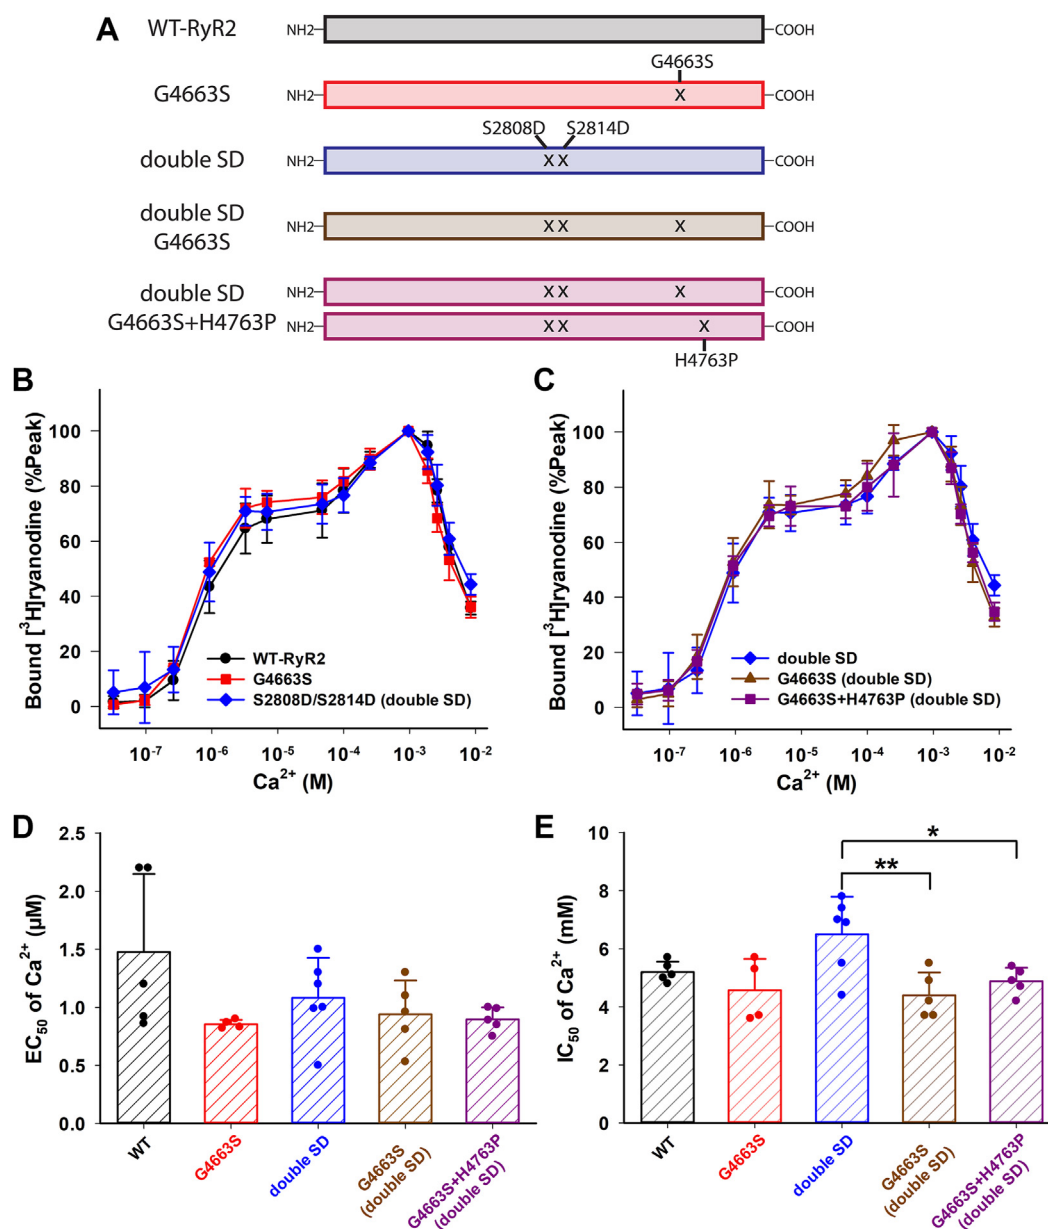 A
WT-RyR2
NH2
COOH
G4663S
G4663S
NH2
X
COOH
S2808D S2814D
double SD
NH2
X X
COOH
double SD
G4663S
NH2
X X
X
COOH
double SD
G4663S+H4763P
NH2
X X
X
COOH
NH2
X X
X
COOH
H4763P
B
Bound [³H]ryanodine (%Peak)
100
80
60
40
20
0
WT-RyR2
G4663S
S2808D/S2814D (double SD)
10⁻⁷ 10⁻⁶ 10⁻⁵ 10⁻⁴ 10⁻³ 10⁻²
Ca²⁺ (M)
C
Bound [³H]ryanodine (%Peak)
100
80
60
40
20
0
double SD
G4663S (double SD)
G4663S+H4763P (double SD)
10⁻⁷ 10⁻⁶ 10⁻⁵ 10⁻⁴ 10⁻³ 10⁻²
Ca²⁺ (M)
D
EC₅₀ of Ca²⁺ (µM)
2.5
2.0
1.5
1.0
0.5
0.0
WT
G4663S
double SD
G4663S
(double SD)
G4663S+H4763P
(double SD)
E
IC₅₀ of Ca²⁺ (mM)
10
8
6
4
2
0
*
**
WT
G4663S
double SD
G4663S
(double SD)
G4663S+H4763P
(double SD)